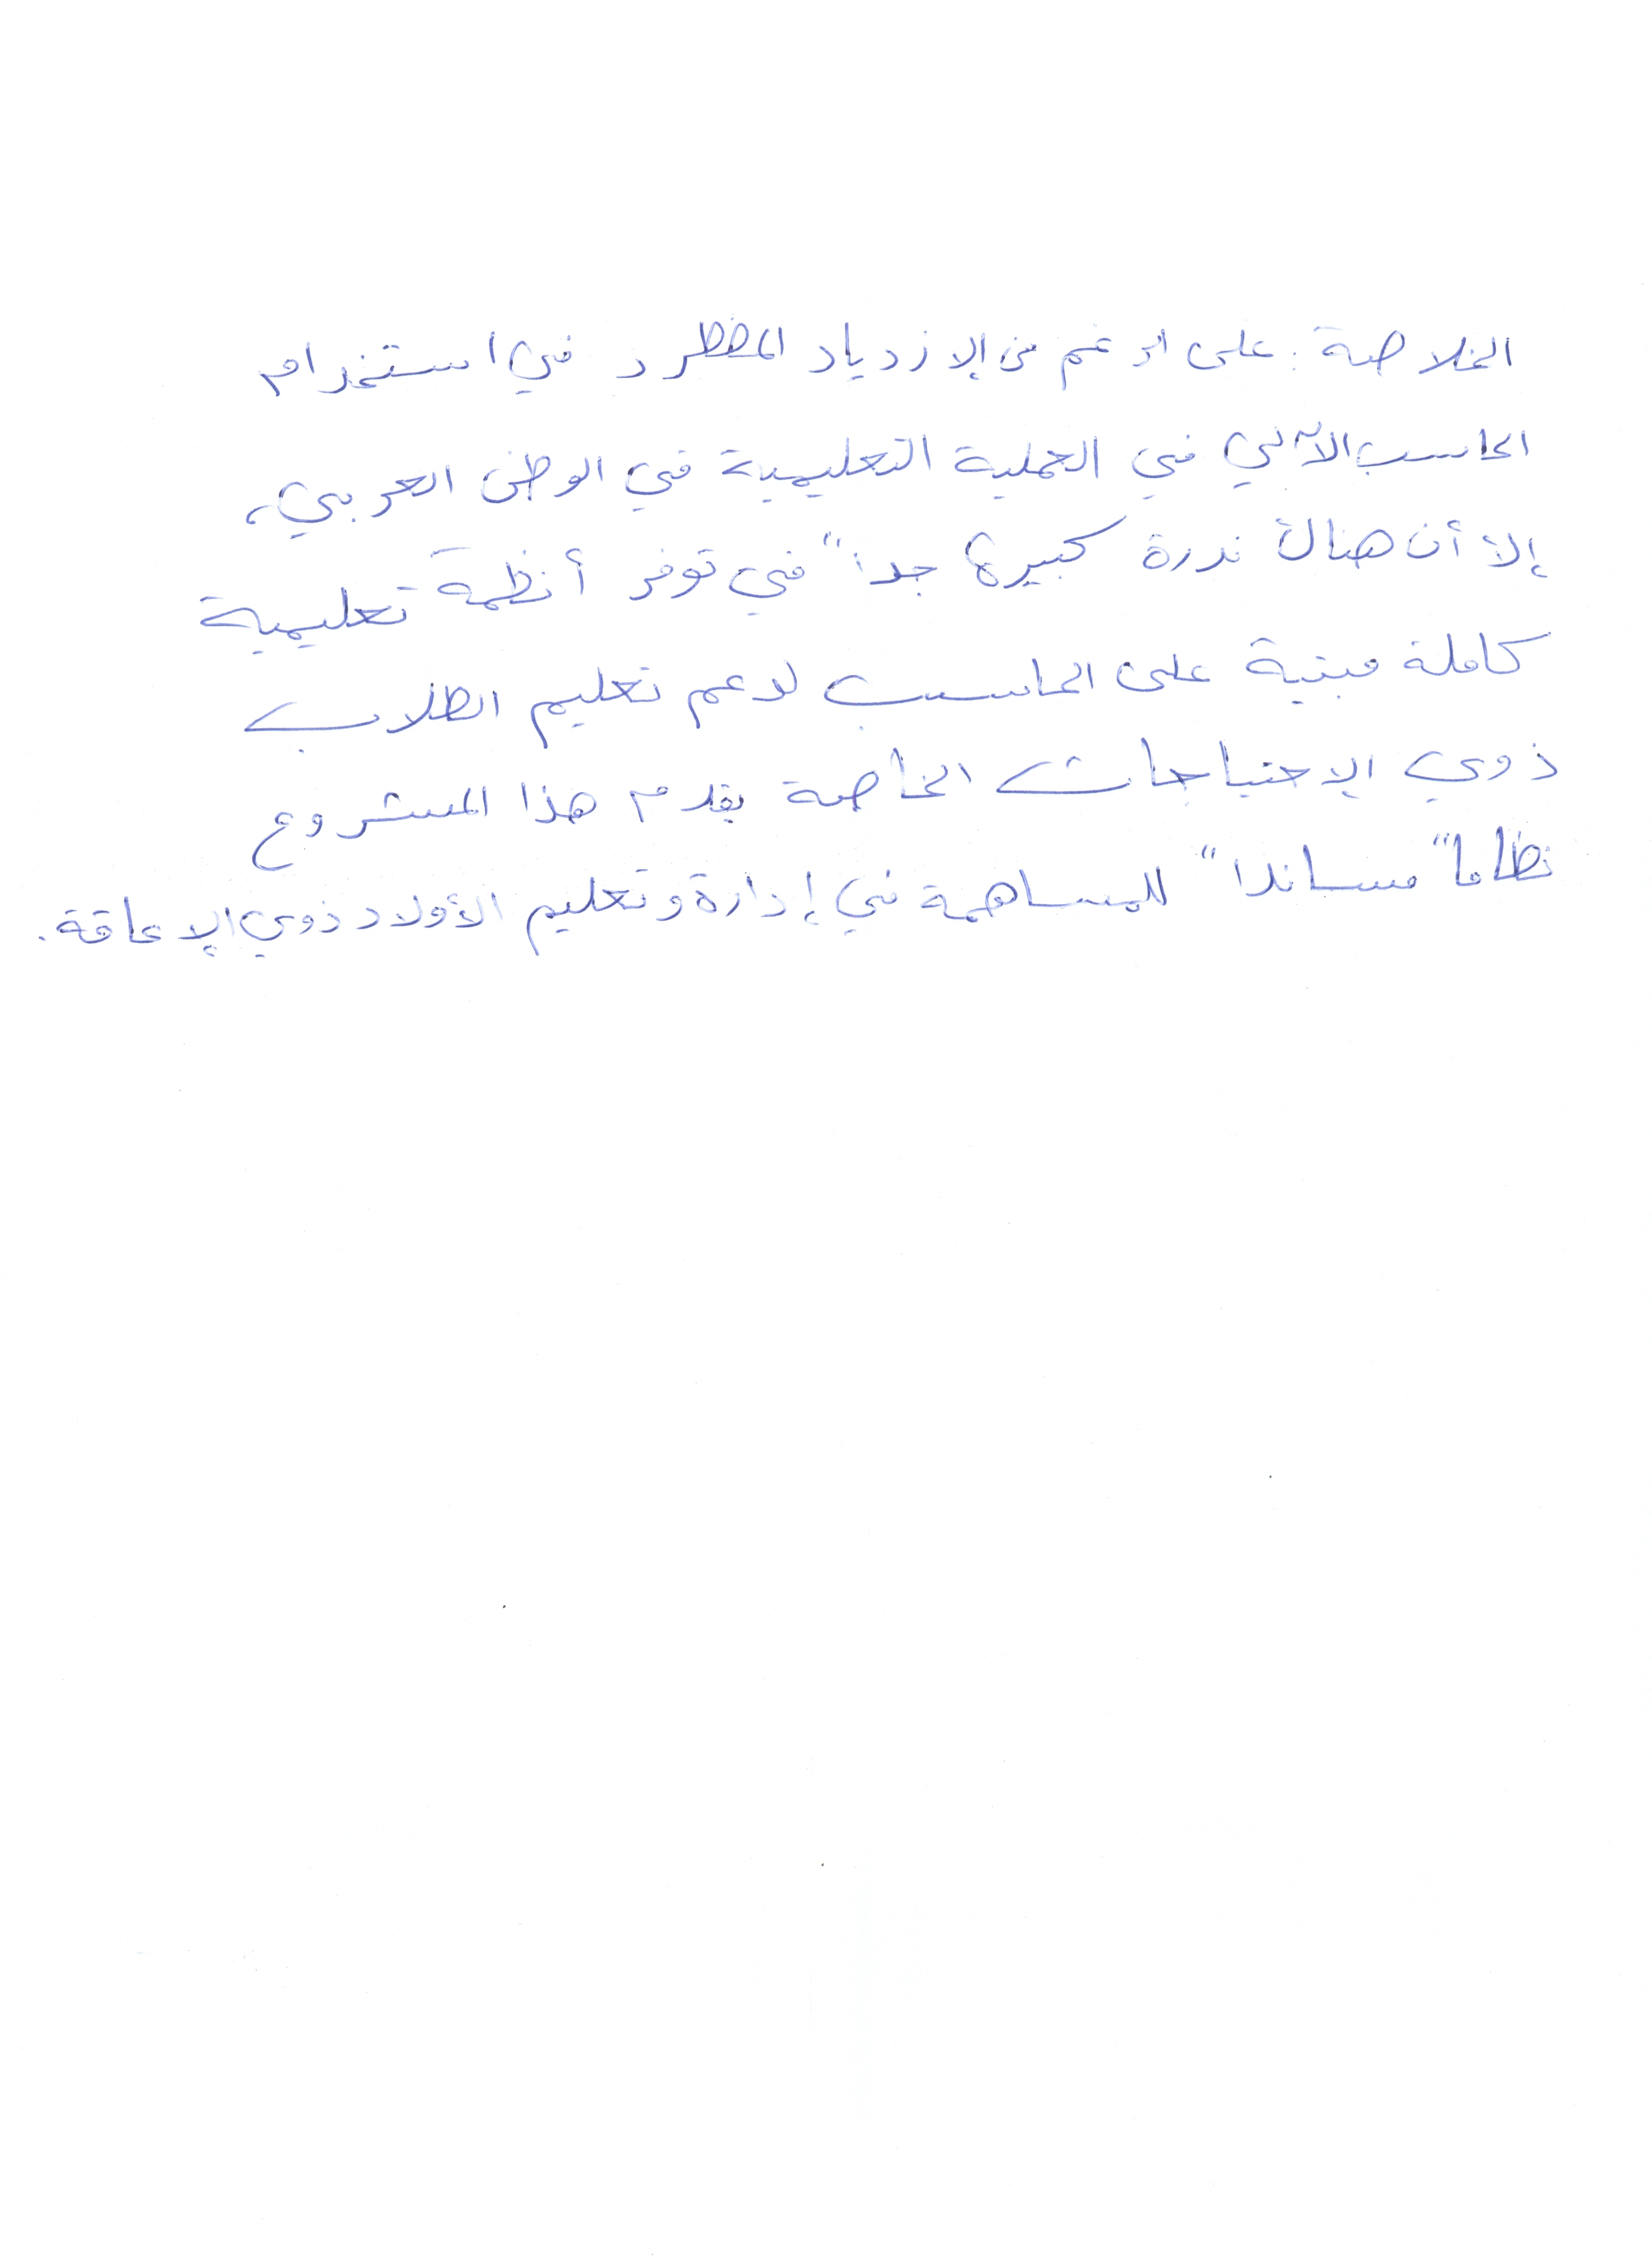 الخلاصة : على الرغم من الإزدياد المضطرد في استخدام
الحاسب الآلي في العملية التعليمية في الوطن العربي،
إلا أن هناك ندرة كبيرة جداً في توفر أنظمة تعليمية
كاملة مبنية على الحاسب لدعم تعليم الطلاب
ذوي الإحتياجات الخاصة يقدم هذا المشروع
نظاماً مسانداً للمساهمة في إدارة وتعليم الأولاد ذوي الإعاقة.